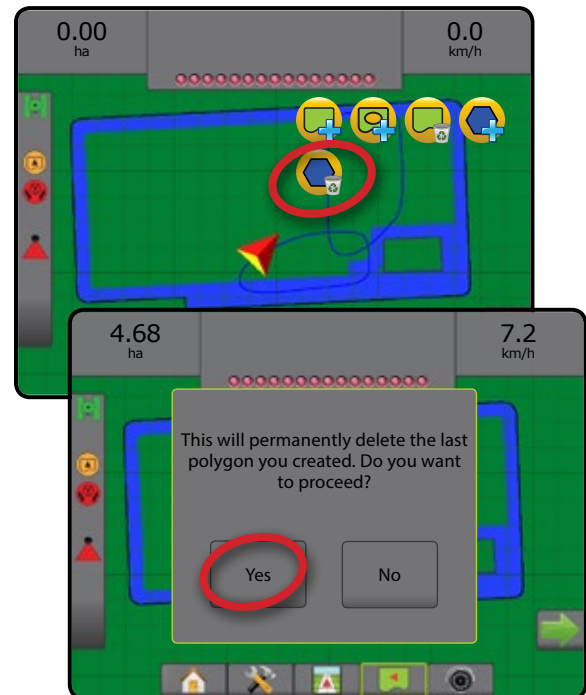 0.00
ha
0.0
km/h
4.68
ha
7.2
km/h
This will permanently delete the last
polygon you created. Do you want
to proceed?
Yes
No